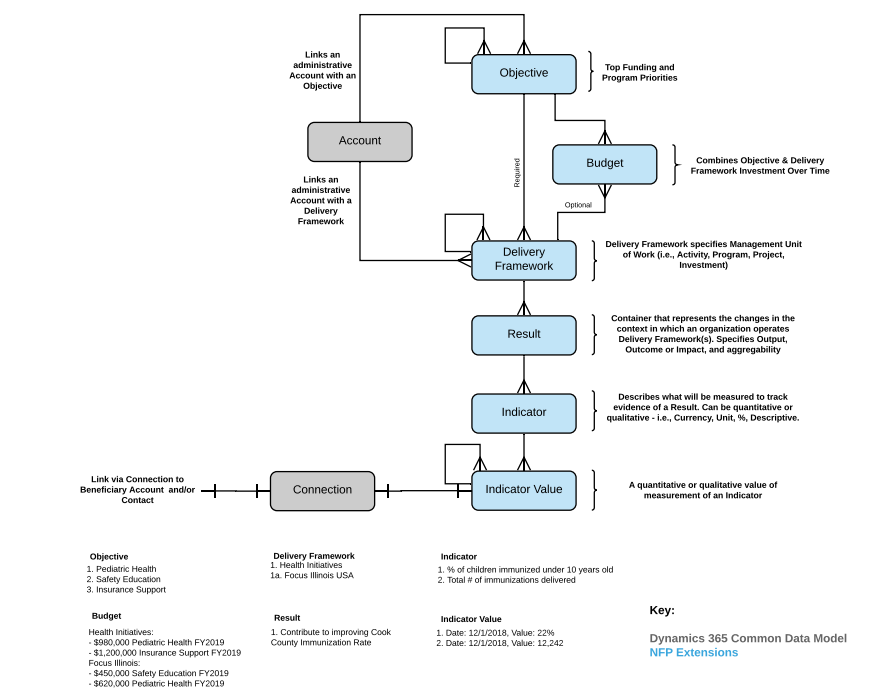 Links an
administrative
Account with an
Objective
Objective
Top Funding and
Program Priorities
Account
Required
Budget
Combines Objective & Delivery
Framework Investment Over Time
Links an
administrative
Account with a
Delivery
Framework
Optional
Delivery
Framework
Delivery Framework specifies Management Unit
of Work (i.e., Activity, Program, Project,
Investment)
Result
Container that represents the changes in the
context in which an organization operates
Delivery Framework(s). Specifies Output,
Outcome or Impact, and aggregability
Indicator
Describes what will be measured to track
evidence of a Result. Can be quantitative or
qualitative - i.e., Currency, Unit, %, Descriptive.
Link via Connection to
Beneficiary Account and/or
Contact
Connection
Indicator Value
A quantitative or qualitative value of
measurement of an Indicator
Objective
1. Pediatric Health
2. Safety Education
3. Insurance Support
Delivery Framework
1. Health Initiatives
1a. Focus Illinois USA
Indicator
1. % of children immunized under 10 years old
2. Total # of immunizations delivered
Budget
Health Initiatives:
- $980,000 Pediatric Health FY2019
- $1,200,000 Insurance Support FY2019
Focus Illinois:
- $450,000 Safety Education FY2019
- $620,000 Pediatric Health FY2019
Result
1. Contribute to improving Cook
County Immunization Rate
Indicator Value
1. Date: 12/1/2018, Value: 22%
2. Date: 12/1/2018, Value: 12,242
Key:
Dynamics 365 Common Data Model
NFP Extensions